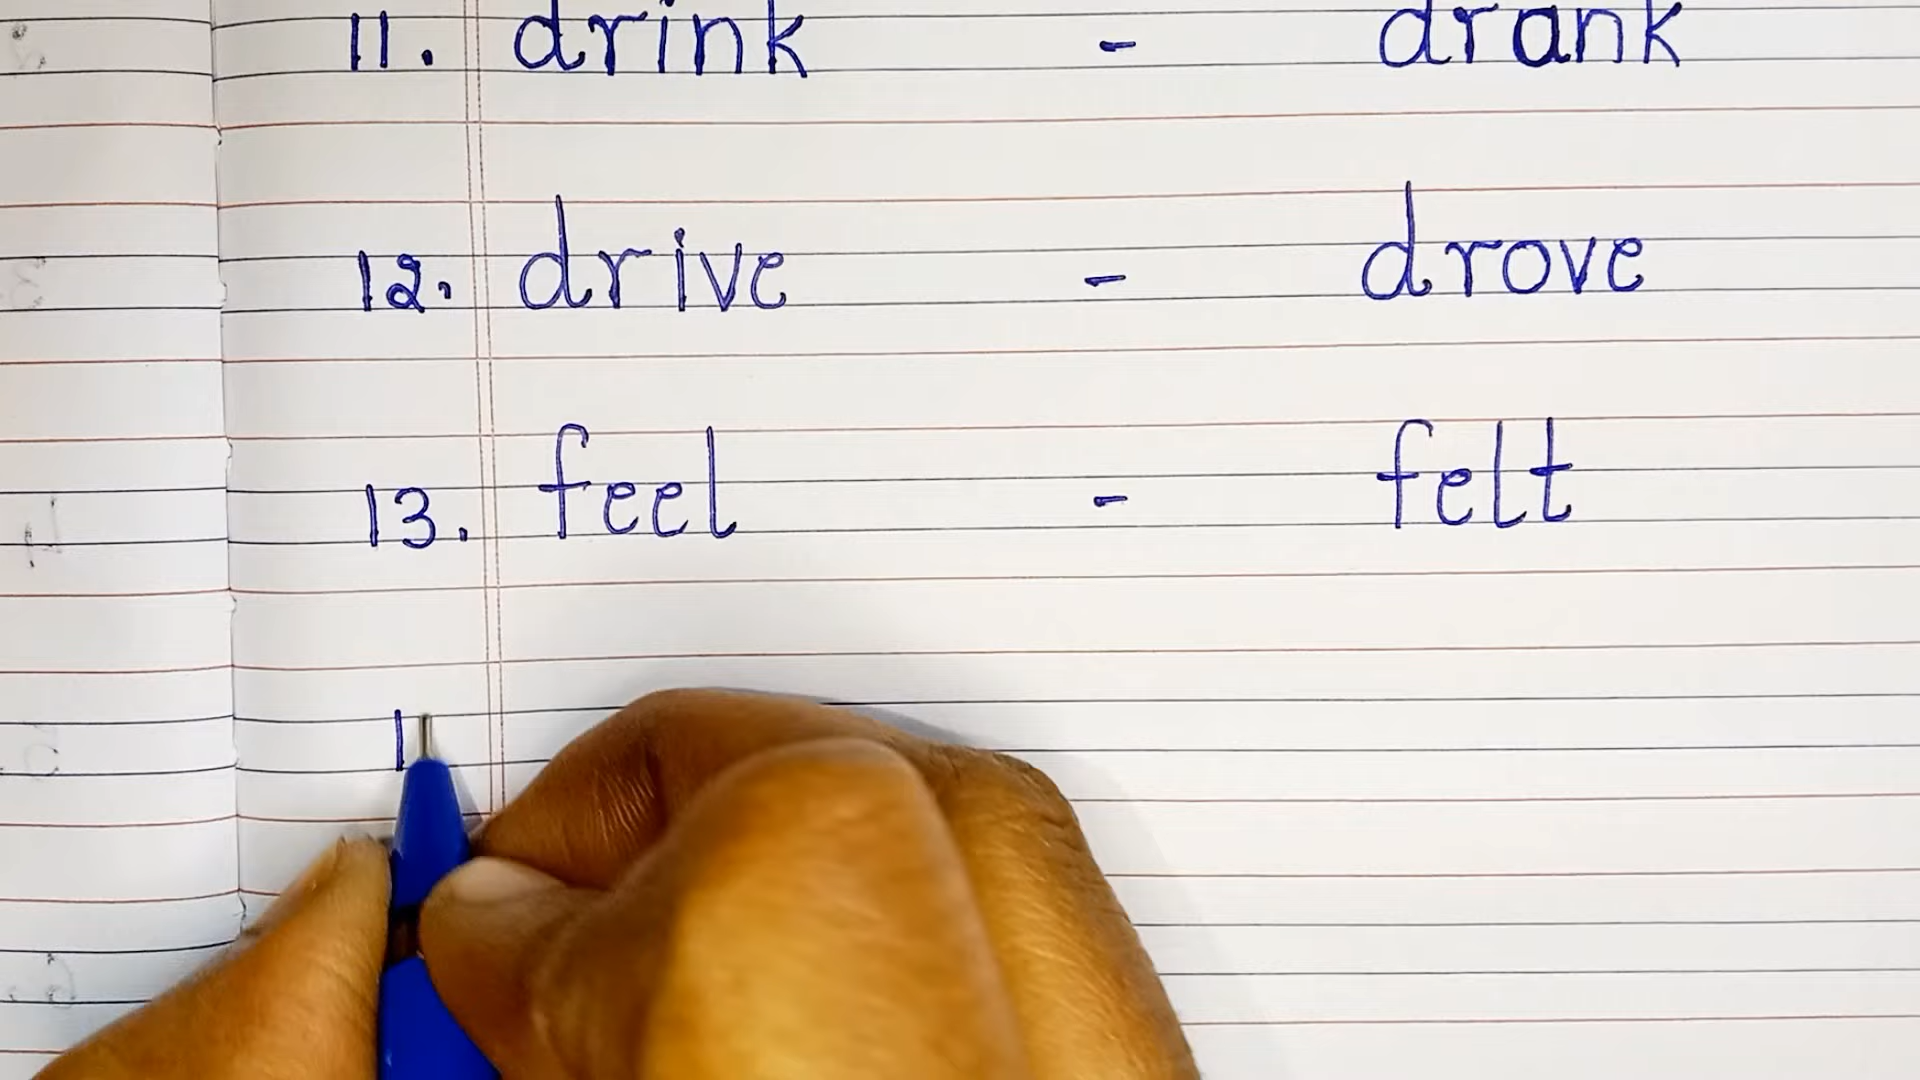 11. drink - drank
12. drive - drove
13. feel - felt
1